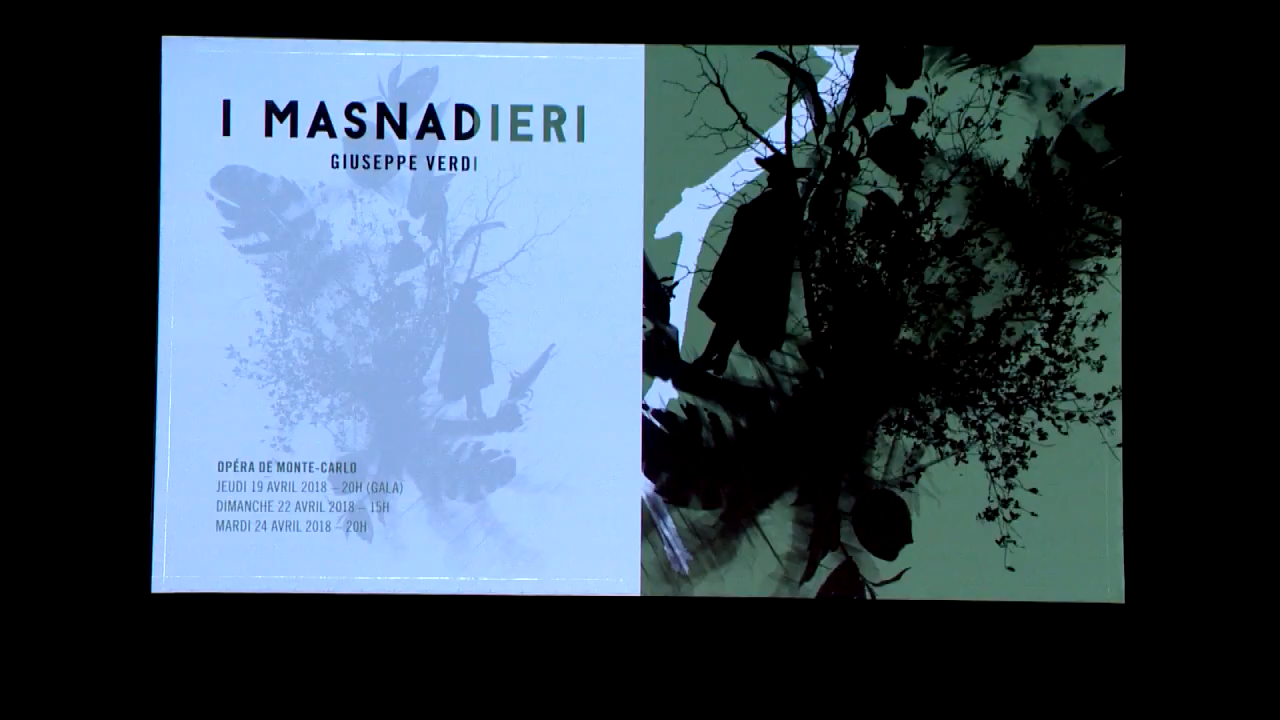 I MASNADIERI
GIUSEPPE VERDI
OPÉRA DE MONTE-CARLO
JEUDI 19 AVRIL 2018 – 20H (GALA)
DIMANCHE 22 AVRIL 2018 – 15H
MARDI 24 AVRIL 2018 – 20H